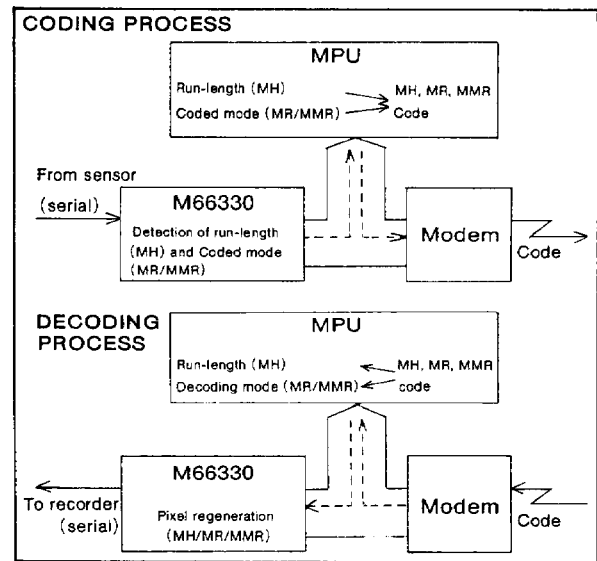 CODING PROCESS
MPU
Run-length (MH)
MH, MR, MMR
Coded mode (MR/MMR)
Code
From sensor
(serial)
M66330
Detection of run-length
(MH) and Coded mode
(MR/MMR)
Modem
Code
DECODING
PROCESS
MPU
Run-length (MH)
MH, MR, MMR
Decoding mode (MR/MMR)
code
M66330
Pixel regeneration
(MH/MR/MMR)
To recorder
(serial)
Modem
Code